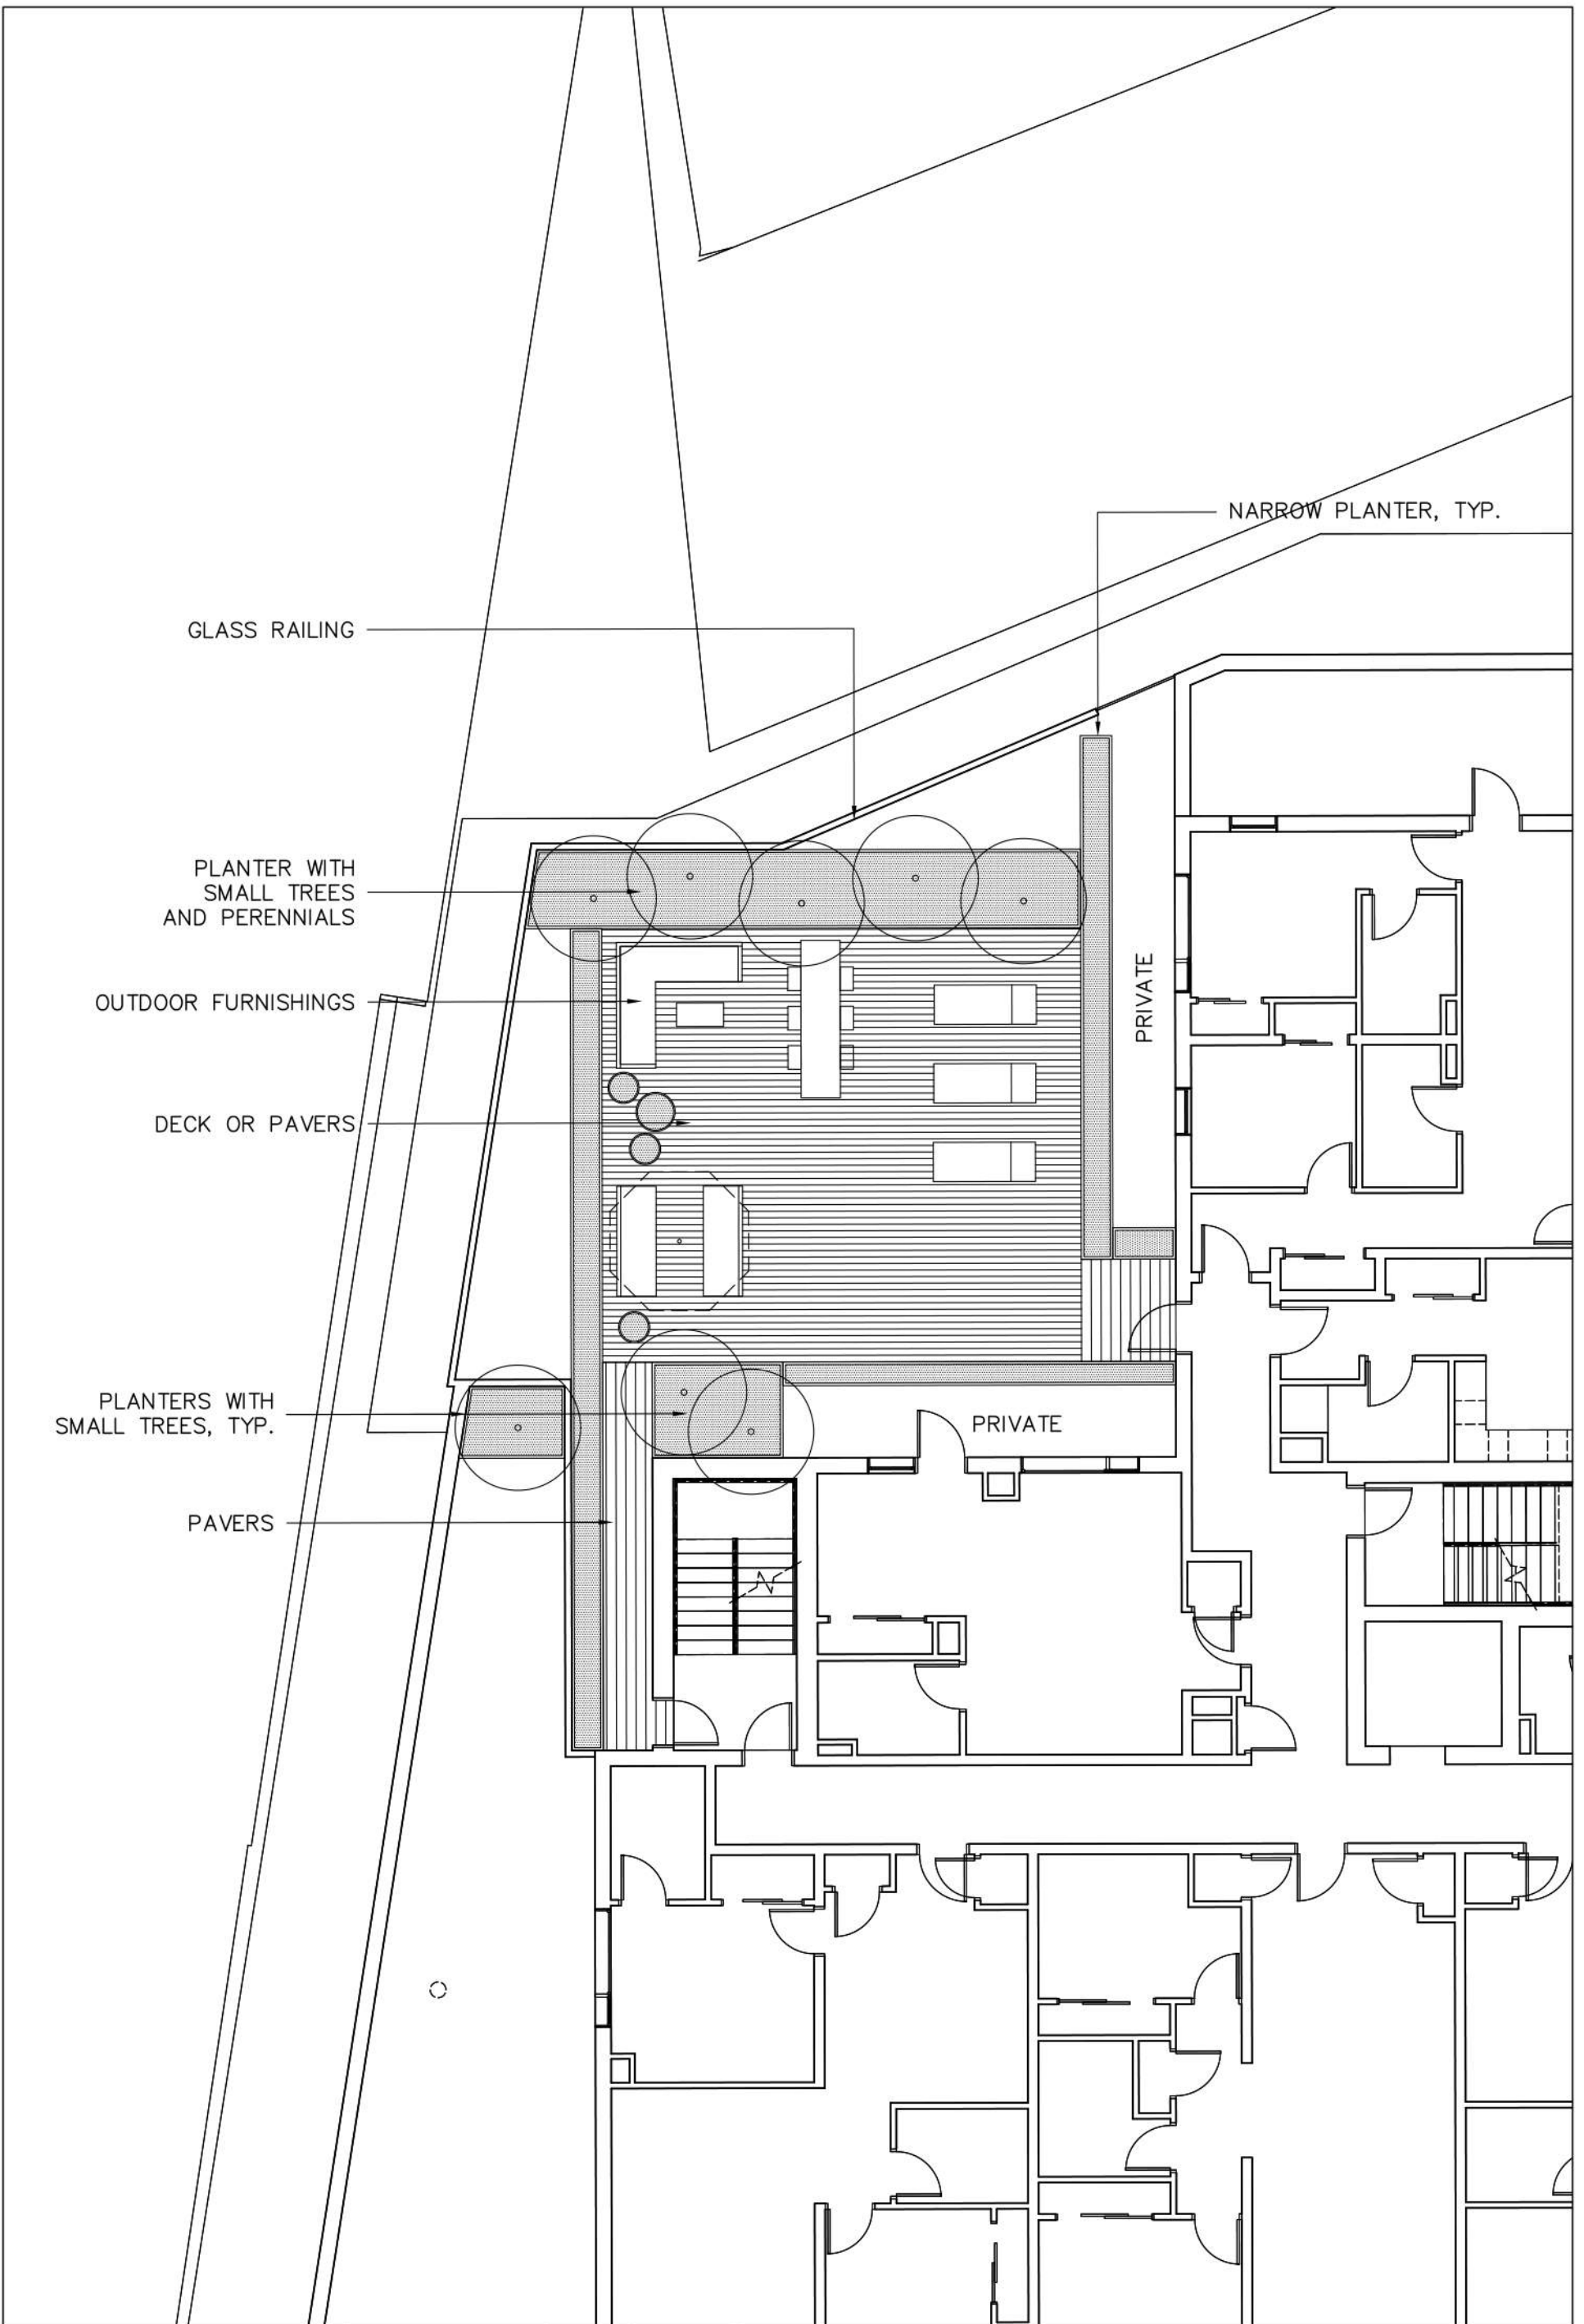 NARROW PLANTER, TYP.
GLASS RAILING
PLANTER WITH
SMALL TREES
AND PERENNIALS
OUTDOOR FURNISHINGS
PRIVATE
DECK OR PAVERS
PLANTERS WITH
SMALL TREES, TYP.
PRIVATE
PAVERS